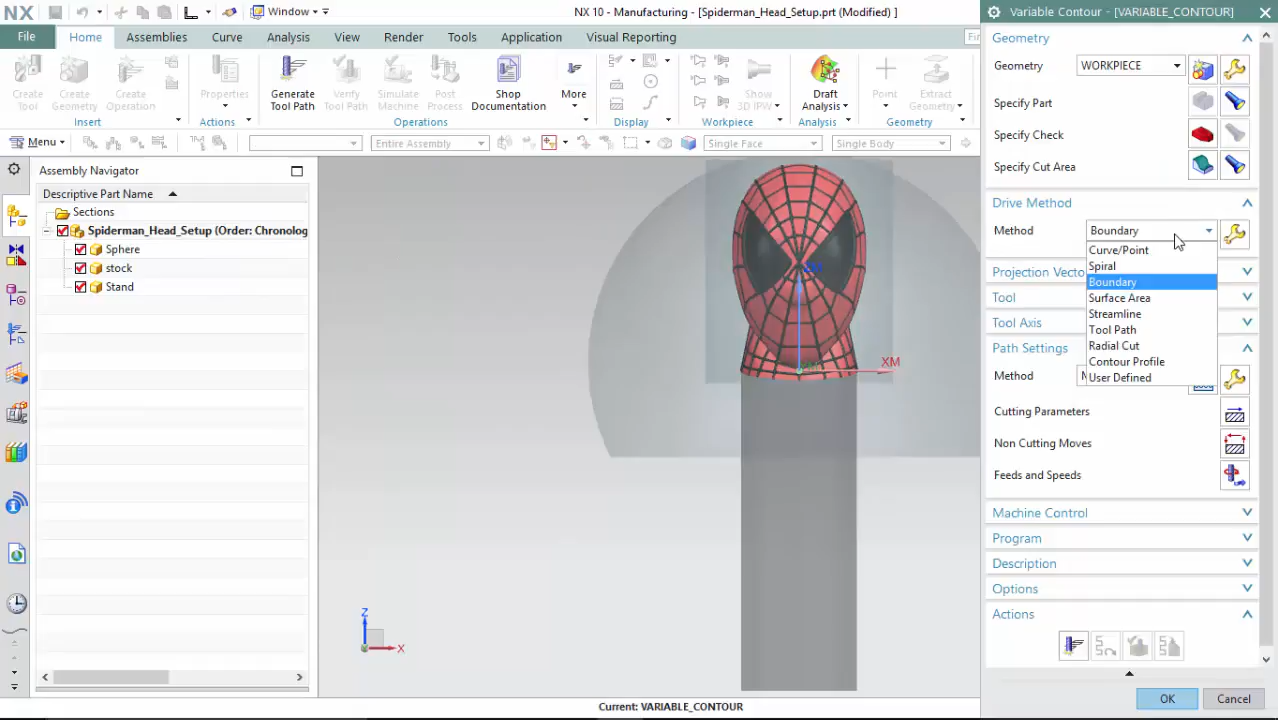 NX Window NX 10 - Manufacturing - [Spiderman_Head_Setup.prt (Modified) ]
Variable Contour - [VARIABLE_CONTOUR]
File Home Assemblies Curve Analysis View Render Tools Application Visual Reporting Fin
Create Tool
Create Geometry
Create Operation
Properties
Generate Tool Path
Verify Tool Path
Simulate Machine
Post Process
Shop Documentation
More
Show 3D IPW
Draft Analysis
Point
Extract Geometry
Insert Actions Operations Display Workpiece Analysis Geometry
Menu Entire Assembly Single Face Single Body
Assembly Navigator
Descriptive Part Name
Sections
Spiderman_Head_Setup (Order: Chronolog
Sphere
stock
Stand
XM
Z
X
Geometry
Geometry WORKPIECE
Specify Part
Specify Check
Specify Cut Area
Drive Method
Method Boundary
Curve/Point
Spiral
Boundary
Surface Area
Streamline
Tool Path
Radial Cut
Contour Profile
User Defined
Projection Vecto
Tool
Tool Axis
Path Settings
Method
Cutting Parameters
Non Cutting Moves
Feeds and Speeds
Machine Control
Program
Description
Options
Actions
OK Cancel
Current: VARIABLE_CONTOUR